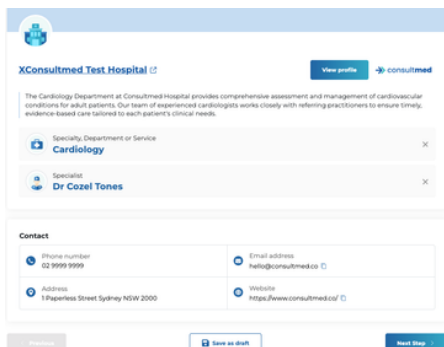 XConsultmed Test Hospital
View profile
consultmed
The Cardiology Department at Consultmed Hospital provides comprehensive assessment and management of cardiovascular
conditions for adult patients. Our team of experienced cardiologists works closely with referring practitioners to ensure timely,
evidence-based care tailored to each patient's clinical needs.
Specialty, Department or Service
Cardiology
Specialist
Dr Cozel Tones
Contact
Phone number
02 9999 9999
Email address
hello@consultmed.co
Address
1 Paperless Street Sydney NSW 2000
Website
https://www.consultmed.co/
Previous
Save as draft
Next Step